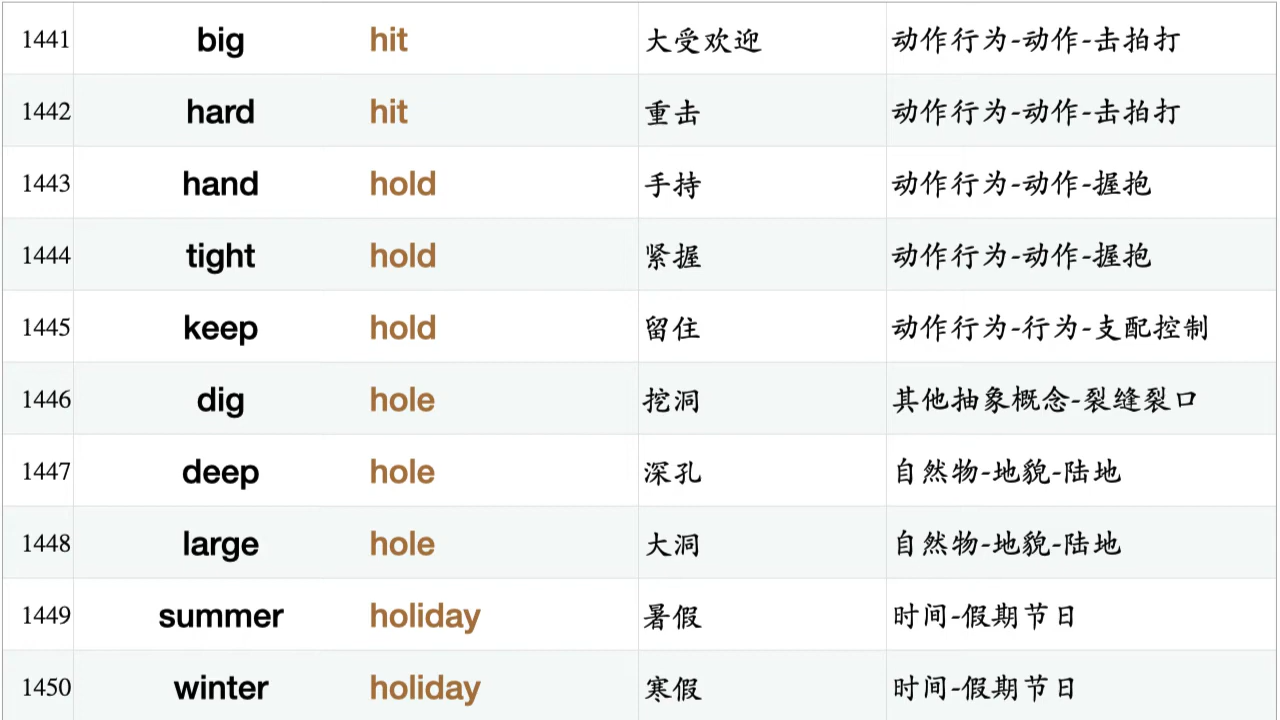 1441 big hit 大受欢迎 动作行为-动作-击拍打
1442 hard hit 重击 动作行为-动作-击拍打
1443 hand hold 手持 动作行为-动作-握抱
1444 tight hold 紧握 动作行为-动作-握抱
1445 keep hold 留住 动作行为-行为-支配控制
1446 dig hole 挖洞 其他抽象概念-裂缝裂口
1447 deep hole 深孔 自然物-地貌-陆地
1448 large hole 大洞 自然物-地貌-陆地
1449 summer holiday 暑假 时间-假期节日
1450 winter holiday 寒假 时间-假期节日